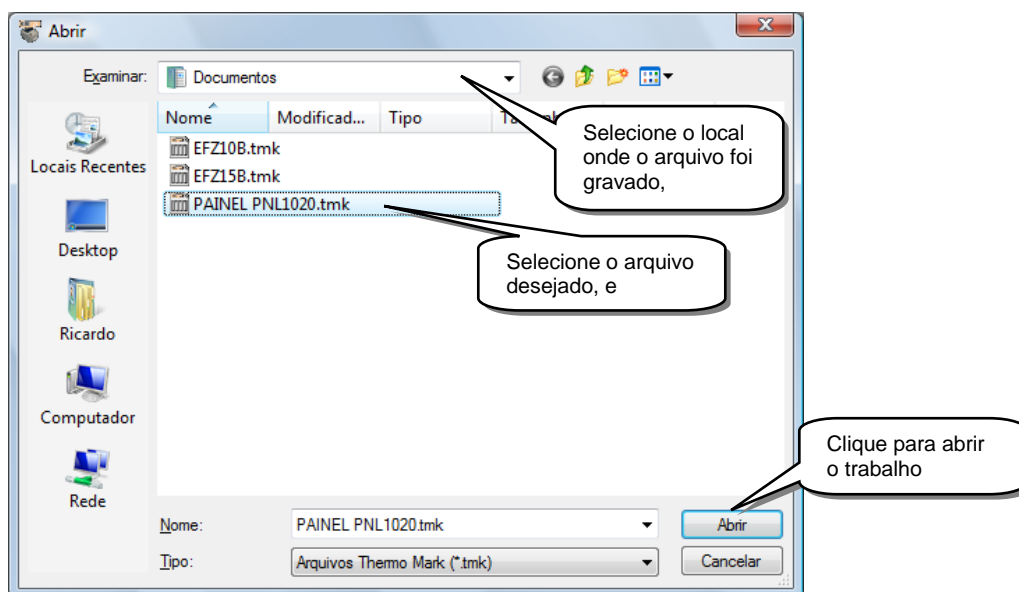 Abrir
Examinar: Documentos
Nome Modificad... Tipo
EFZ10B.tmk
EFZ15B.tmk
PAINEL PNL1020.tmk
Locais Recentes
Desktop
Ricardo
Computador
Rede
Selecione o local
onde o arquivo foi
gravado,
Selecione o arquivo
desejado, e
Clique para abrir
o trabalho
Nome: PAINEL PNL1020.tmk Abrir
Tipo: Arquivos Thermo Mark (*.tmk) Cancelar